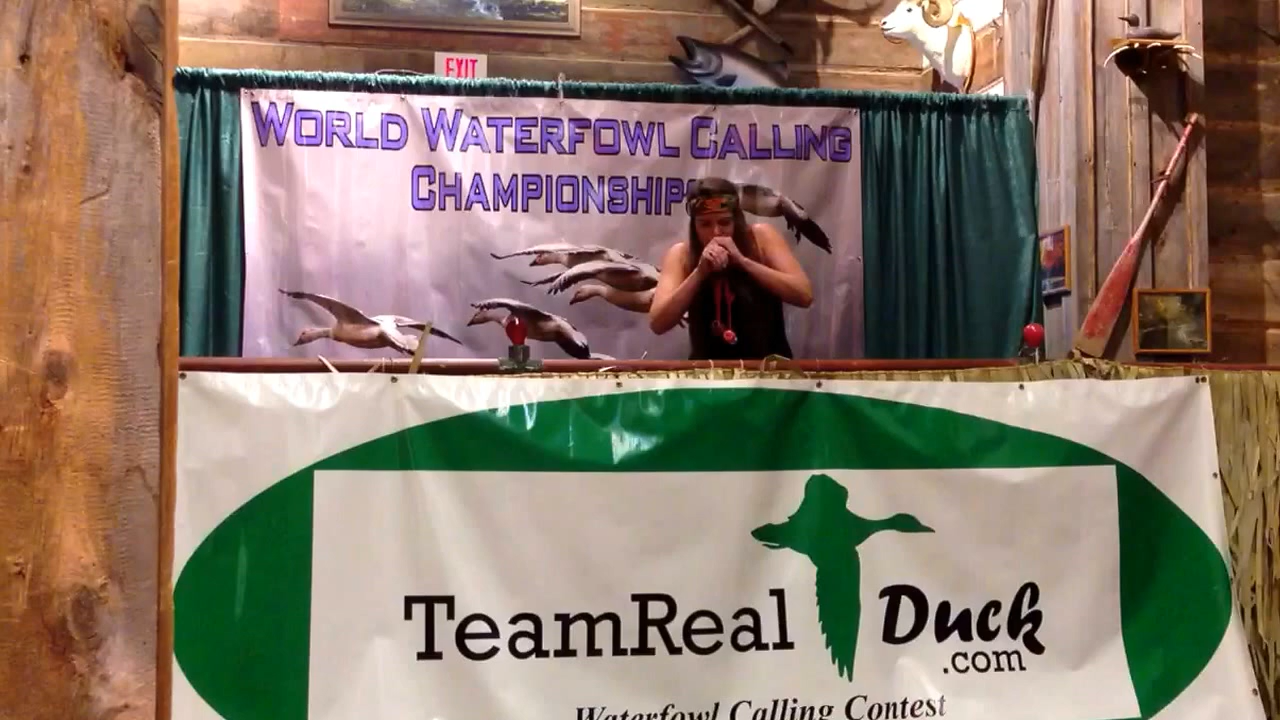 EXIT
WORLD WATERFOWL CALLING
CHAMPIONSHIPS
TeamReal Duck
.com
Waterfowl Calling Contest